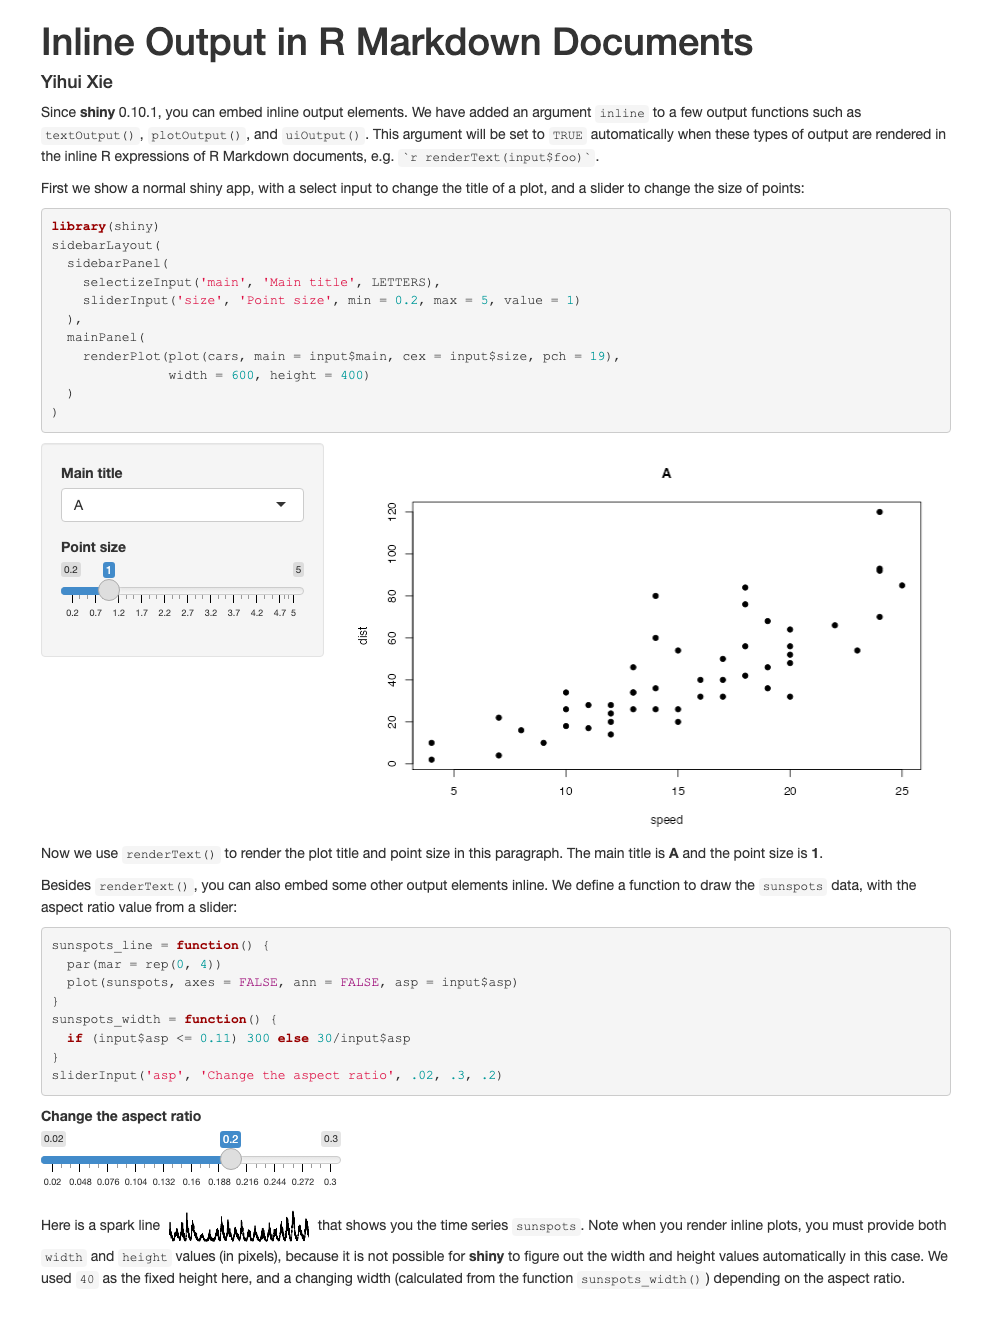 Inline Output in R Markdown Documents
Yihui Xie
Since shiny 0.10.1, you can embed inline output elements. We have added an argument inline to a few output functions such as
textOutput() , plotOutput() , and uiOutput() . This argument will be set to TRUE automatically when these types of output are rendered in
the inline R expressions of R Markdown documents, e.g. `r renderText(input$foo)` .
First we show a normal shiny app, with a select input to change the title of a plot, and a slider to change the size of points:
library(shiny)
sidebarLayout(
  sidebarPanel(
    selectizeInput('main', 'Main title', LETTERS),
    sliderInput('size', 'Point size', min = 0.2, max = 5, value = 1)
  ),
  mainPanel(
    renderPlot(plot(cars, main = input$main, cex = input$size, pch = 19),
               width = 600, height = 400)
  )
)
Main title
A
Point size
0.2 1 5
0.2 0.7 1.2 1.7 2.2 2.7 3.2 3.7 4.2 4.7 5
A
120
100
80
60
40
20
0
dist
5 10 15 20 25
speed
Now we use renderText() to render the plot title and point size in this paragraph. The main title is A and the point size is 1.
Besides renderText() , you can also embed some other output elements inline. We define a function to draw the sunspots data, with the
aspect ratio value from a slider:
sunspots_line = function() {
  par(mar = rep(0, 4))
  plot(sunspots, axes = FALSE, ann = FALSE, asp = input$asp)
}
sunspots_width = function() {
  if (input$asp <= 0.11) 300 else 30/input$asp
}
sliderInput('asp', 'Change the aspect ratio', .02, .3, .2)
Change the aspect ratio
0.02 0.2 0.3
0.02 0.048 0.076 0.104 0.132 0.16 0.188 0.216 0.244 0.272 0.3
Here is a spark line that shows you the time series sunspots . Note when you render inline plots, you must provide both
width and height values (in pixels), because it is not possible for shiny to figure out the width and height values automatically in this case. We
used 40 as the fixed height here, and a changing width (calculated from the function sunspots_width() ) depending on the aspect ratio.